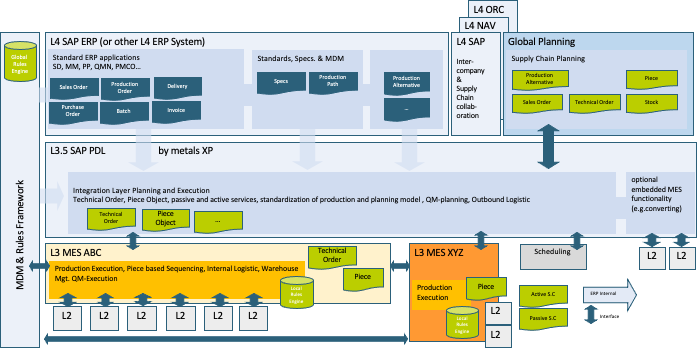 L4 ORC
L4 NAV
L4 SAP
Inter-
company
&
Supply
Chain
collab-
oration
Global
Rules
Engine
MDM & Rules Framework
L4 SAP ERP (or other L4 ERP System)
Standard ERP applications
SD, MM, PP, QMN, PMCO...
Sales Order
Production
Order
Delivery
Purchase
Order
Batch
Invoice
Standards, Specs. & MDM
Specs
Production
Path
Production
Alternative
...
Global Planning
Supply Chain Planning
Production
Alternative
Piece
Sales Order
Technical Order
Stock
L3.5 SAP PDL
by metals XP
Integration Layer Planning and Execution
Technical Order, Piece Object, passive and active services, standardization of production and planning model , QM-planning, Outbound Logistic
Technical
Order
Piece
Object
...
optional
embedded MES
functionality
(e.g.converting)
L2
L2
L3 MES ABC
Production Execution, Piece based Sequencing, Internal Logistic, Warehouse
Mgt. QM-Execution
Technical
Order
Piece
Local
Rules
Engine
L2
L2
L2
L2
L2
L2
L3 MES XYZ
Production
Execution
Piece
Local
Rules
Engine
L2
L2
Scheduling
Active S.C
Passive S.C
ERP Internal
Interface